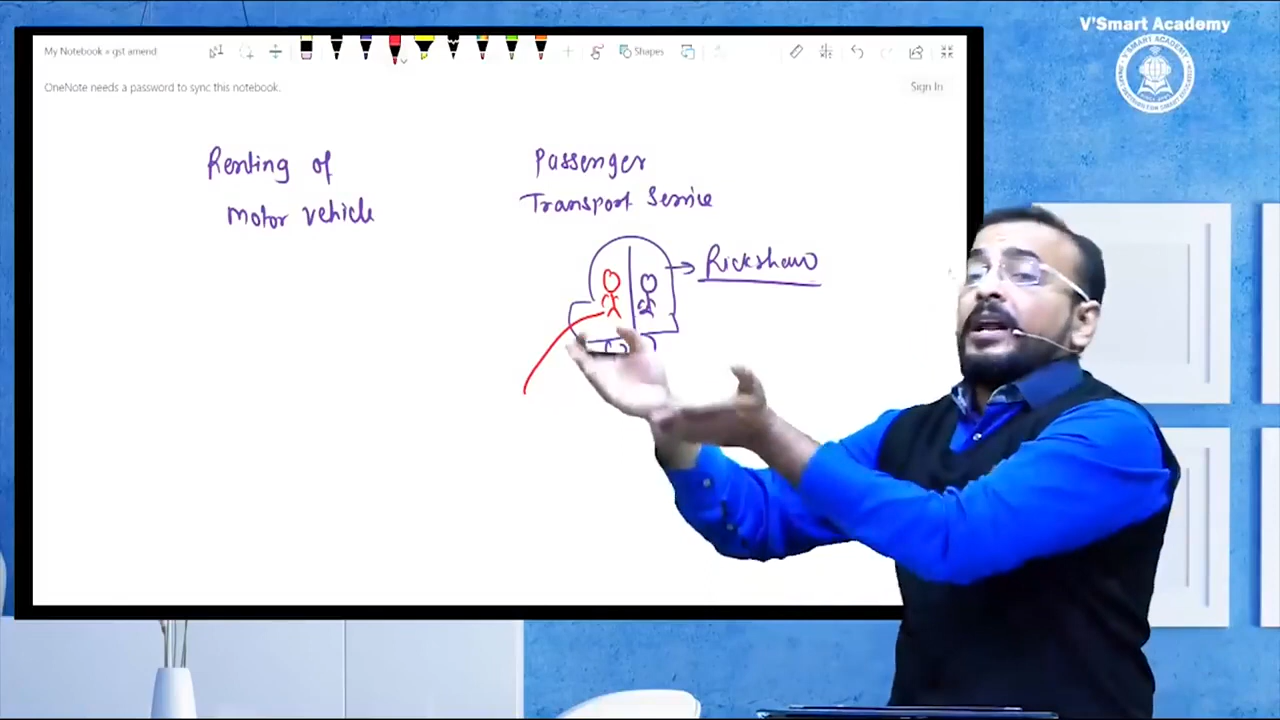 V'Smart Academy
My Notebook » gst amend
Shapes
OneNote needs a password to sync this notebook.
Sign In
Renting of
motor vehicle
Passenger
Transport Service
Rickshaw